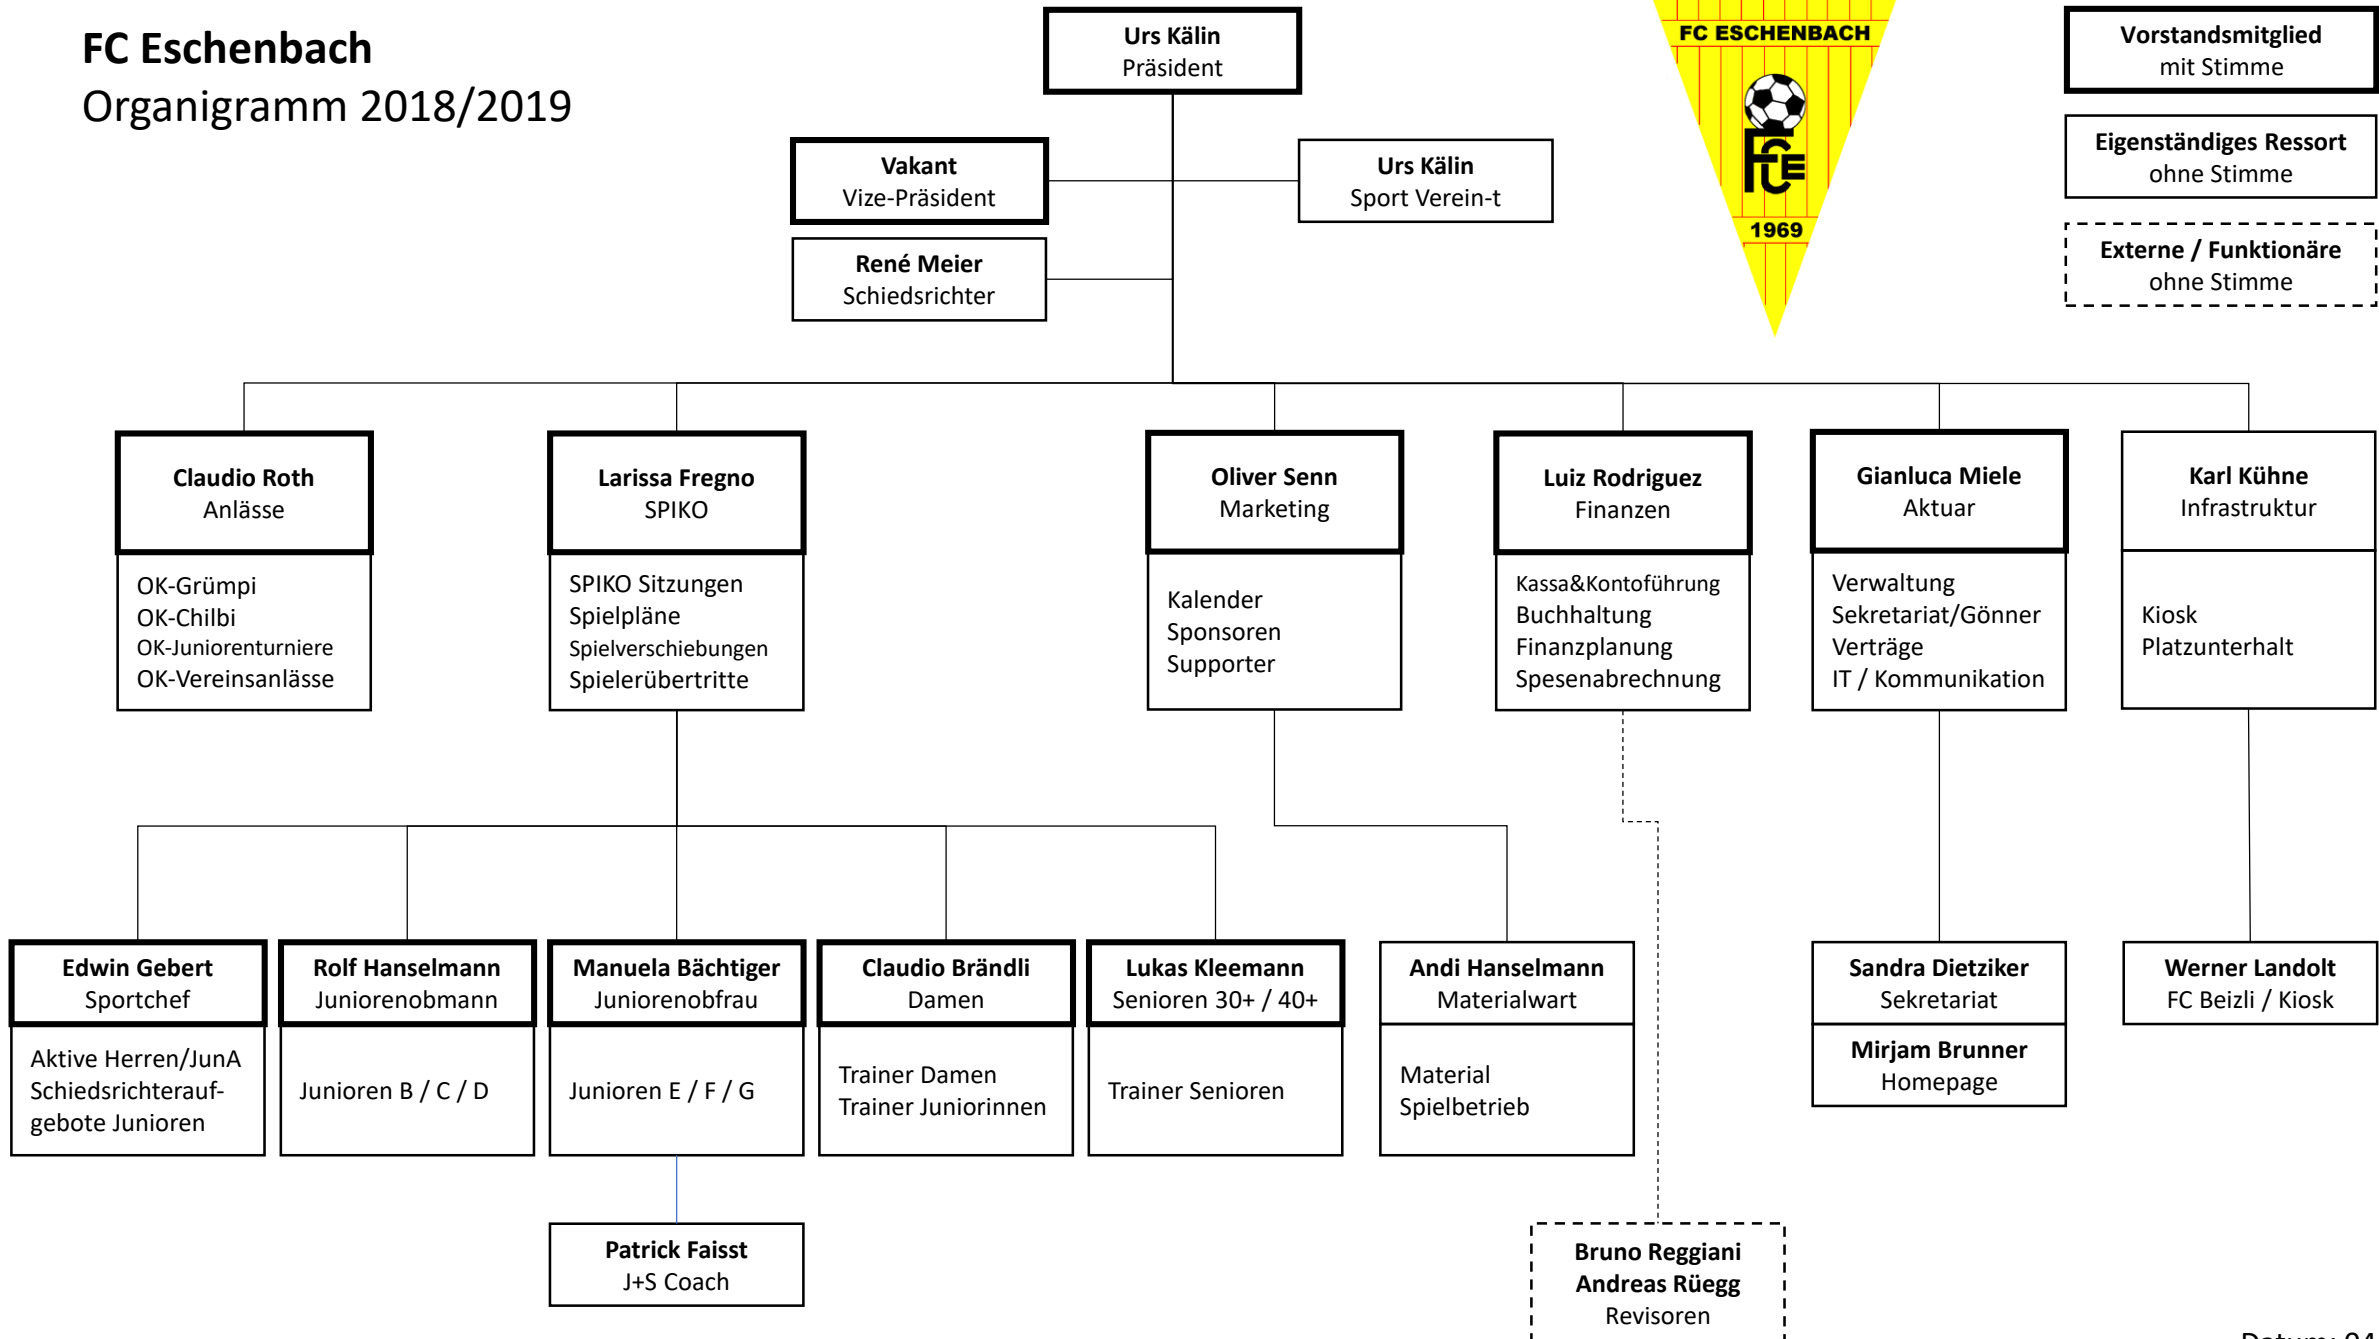 FC Eschenbach
Organigramm 2018/2019
Urs Kälin
Präsident
FC ESCHENBACH
FCE
1969
Vorstandsmitglied
mit Stimme
Eigenständiges Ressort
ohne Stimme
Externe / Funktionäre
ohne Stimme
Vakant
Vize-Präsident
Urs Kälin
Sport Verein-t
René Meier
Schiedsrichter
Claudio Roth
Anlässe
OK-Grümpi
OK-Chilbi
OK-Juniorenturniere
OK-Vereinsanlässe
Larissa Fregno
SPIKO
SPIKO Sitzungen
Spielpläne
Spielverschiebungen
Spielerübertritte
Oliver Senn
Marketing
Kalender
Sponsoren
Supporter
Luiz Rodriguez
Finanzen
Kassa&Kontoführung
Buchhaltung
Finanzplanung
Spesenabrechnung
Gianluca Miele
Aktuar
Verwaltung
Sekretariat/Gönner
Verträge
IT / Kommunikation
Karl Kühne
Infrastruktur
Kiosk
Platzunterhalt
Edwin Gebert
Sportchef
Aktive Herren/JunA
Schiedsrichterauf-
gebote Junioren
Rolf Hanselmann
Juniorenobmann
Junioren B / C / D
Manuela Bächtiger
Juniorenobfrau
Junioren E / F / G
Claudio Brändli
Damen
Trainer Damen
Trainer Juniorinnen
Lukas Kleemann
Senioren 30+ / 40+
Trainer Senioren
Andi Hanselmann
Materialwart
Material
Spielbetrieb
Sandra Dietziker
Sekretariat
Mirjam Brunner
Homepage
Werner Landolt
FC Beizli / Kiosk
Patrick Faisst
J+S Coach
Bruno Reggiani
Andreas Rüegg
Revisoren